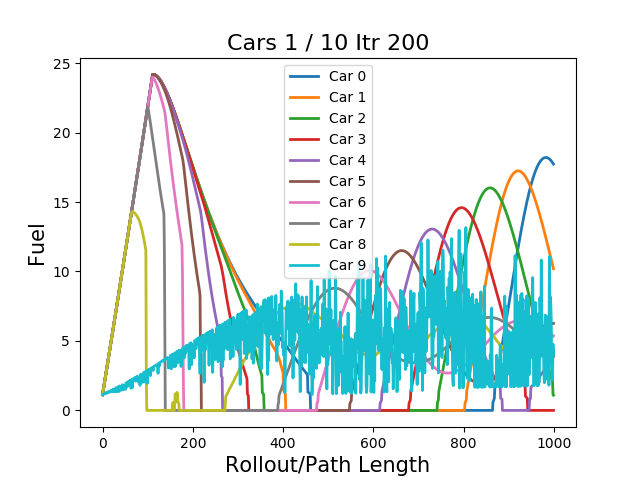 Cars 1 / 10 Itr 200
25
20
15
10
5
0
Fuel
Car 0
Car 1
Car 2
Car 3
Car 4
Car 5
Car 6
Car 7
Car 8
Car 9
0 200 400 600 800 1000
Rollout/Path Length